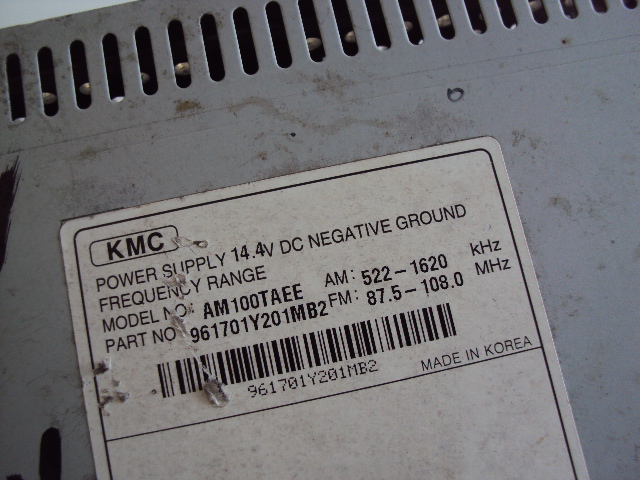 KMC
POWER SUPPLY 14.4V DC NEGATIVE GROUND
FREQUENCY RANGE AM: 522-1620 kHz
MODEL NO AM100TAEE FM: 87.5-108.0 MHz
PART NO 961701Y201MB2
961701Y201MB2
MADE IN KOREA